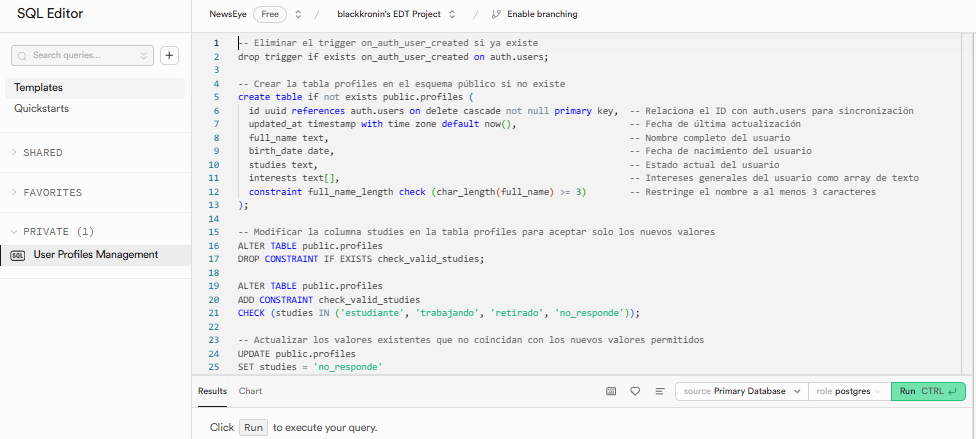 SQL Editor
NewsEye Free / blackkronin's EDT Project / Enable branching
Search queries...
Templates
Quickstarts
SHARED
FAVORITES
PRIVATE (1)
SQL User Profiles Management
1 -- Eliminar el trigger on_auth_user_created si ya existe
2 drop trigger if exists on_auth_user_created on auth.users;
3
4 -- Crear la tabla profiles en el esquema público si no existe
5 create table if not exists public.profiles (
6 id uuid references auth.users on delete cascade not null primary key, -- Relaciona el ID con auth.users para sincronización
7 updated_at timestamp with time zone default now(), -- Fecha de última actualización
8 full_name text, -- Nombre completo del usuario
9 birth_date date, -- Fecha de nacimiento del usuario
10 studies text, -- Estado actual del usuario
11 interests text[], -- Intereses generales del usuario como array de texto
12 constraint full_name_length check (char_length(full_name) >= 3) -- Restringe el nombre a al menos 3 caracteres
13 );
14
15 -- Modificar la columna studies en la tabla profiles para aceptar solo los nuevos valores
16 ALTER TABLE public.profiles
17 DROP CONSTRAINT IF EXISTS check_valid_studies;
18
19 ALTER TABLE public.profiles
20 ADD CONSTRAINT check_valid_studies
21 CHECK (studies IN ('estudiante', 'trabajando', 'retirado', 'no_responde'));
22
23 -- Actualizar los valores existentes que no coincidan con los nuevos valores permitidos
24 UPDATE public.profiles
25 SET studies = 'no_responde'
Results Chart source Primary Database role postgres Run CTRL ↵
Click Run to execute your query.